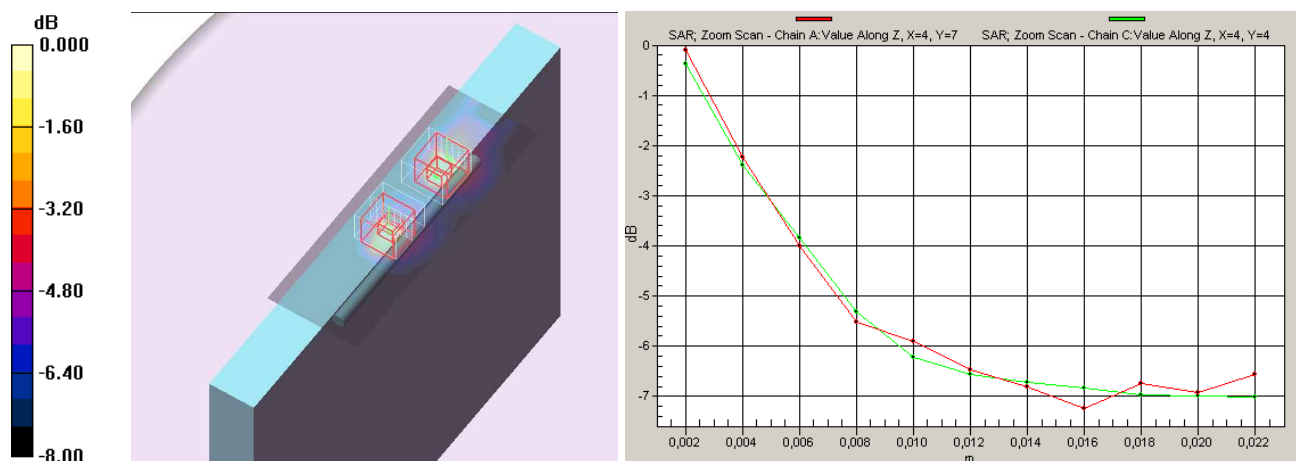 dB
0.000
-1.60
-3.20
-4.80
-6.40
-8.00
SAR; Zoom Scan - Chain A:Value Along Z, X=4, Y=7
SAR; Zoom Scan - Chain C:Value Along Z, X=4, Y=4
0
-1
-2
-3
dB
-4
-5
-6
-7
0,002 0,004 0,006 0,008 0,010 0,012 0,014 0,016 0,018 0,020 0,022